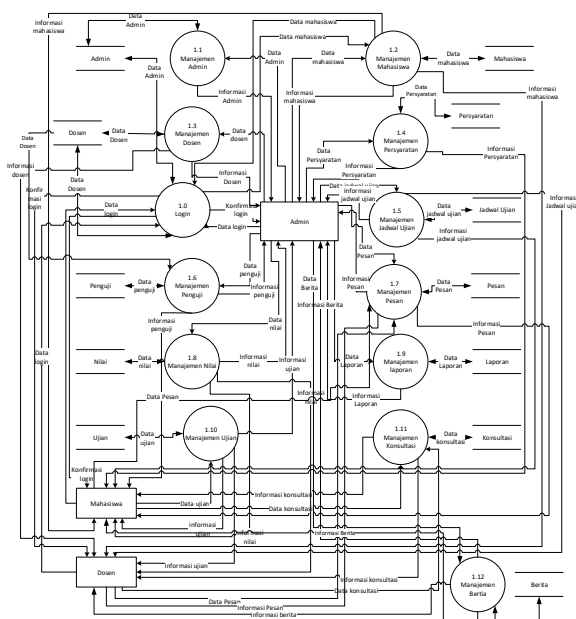 Informasi
mahasiswa
Data
Admin
Data mahasiswa
Informasi mahasiswa
1.1
Manajemen
Admin
1.2
Manajemen
Mahasiswa
Admin
Data
Admin
Data
Admin
Data
mahasiswa
Data
mahasiswa
Mahasiswa
Informasi
Admin
Informasi
mahasiswa
Data
Persyaratan
Informasi
mahasiswa
Persyaratan
1.3
Manajemen
Dosen
Dosen
Data
Dosen
Data
dosen
Data
Dosen
1.4
Manajemen
Persyaratan
Data
Persyaratan
Informasi
Persyaratan
Informasi
Persyaratan
Informasi
dosen
Informasi
Dosen
Data
Dosen
Konfir
masi
login
1.0
Login
Data
login
Konfirmasi
login
Data login
Admin
Data jadwal ujian
Informasi
jadwal ujian
1.5
Manajemen
Jadwal Ujian
Data
jadwal ujian
Jadwal Ujian
Informasi
jadwal ujian
Informasi
Jadwal ujian
Data
Pesan
1.6
Manajemen
Penguji
Penguji
Data
penguji
Data
penguji
Informasi
penguji
Informasi
penguji
Data
Berita
Informasi Berita
Informasi
Pesan
1.7
Manajemen
Pesan
Data
Pesan
Pesan
Informasi
Pesan
Data
nilai
1.8
Manajemen Nilai
Nilai
Data
nilai
Informasi
nilai
Informasi
ujian
Data
login
Data
Laporan
1.9
Manajemen
laporan
Data
Laporan
Laporan
Informasi
Laporan
Data Pesan
Informasi
nilai
1.10
Manajemen Ujian
Ujian
Data
ujian
1.11
Manajemen
Konsultasi
Data
konsultasi
Konsultasi
Konfirmasi
login
Mahasiswa
Data ujian
Informasi konsultasi
Data konsultasi
informasi
ujian
Informasi
nilai
Informasi Berita
Dosen
Informasi ujian
Informasi konsultasi
Data konsultasi
Data Pesan
Informasi Pesan
Informasi berita
1.12
Manajemen
Bertia
Berita